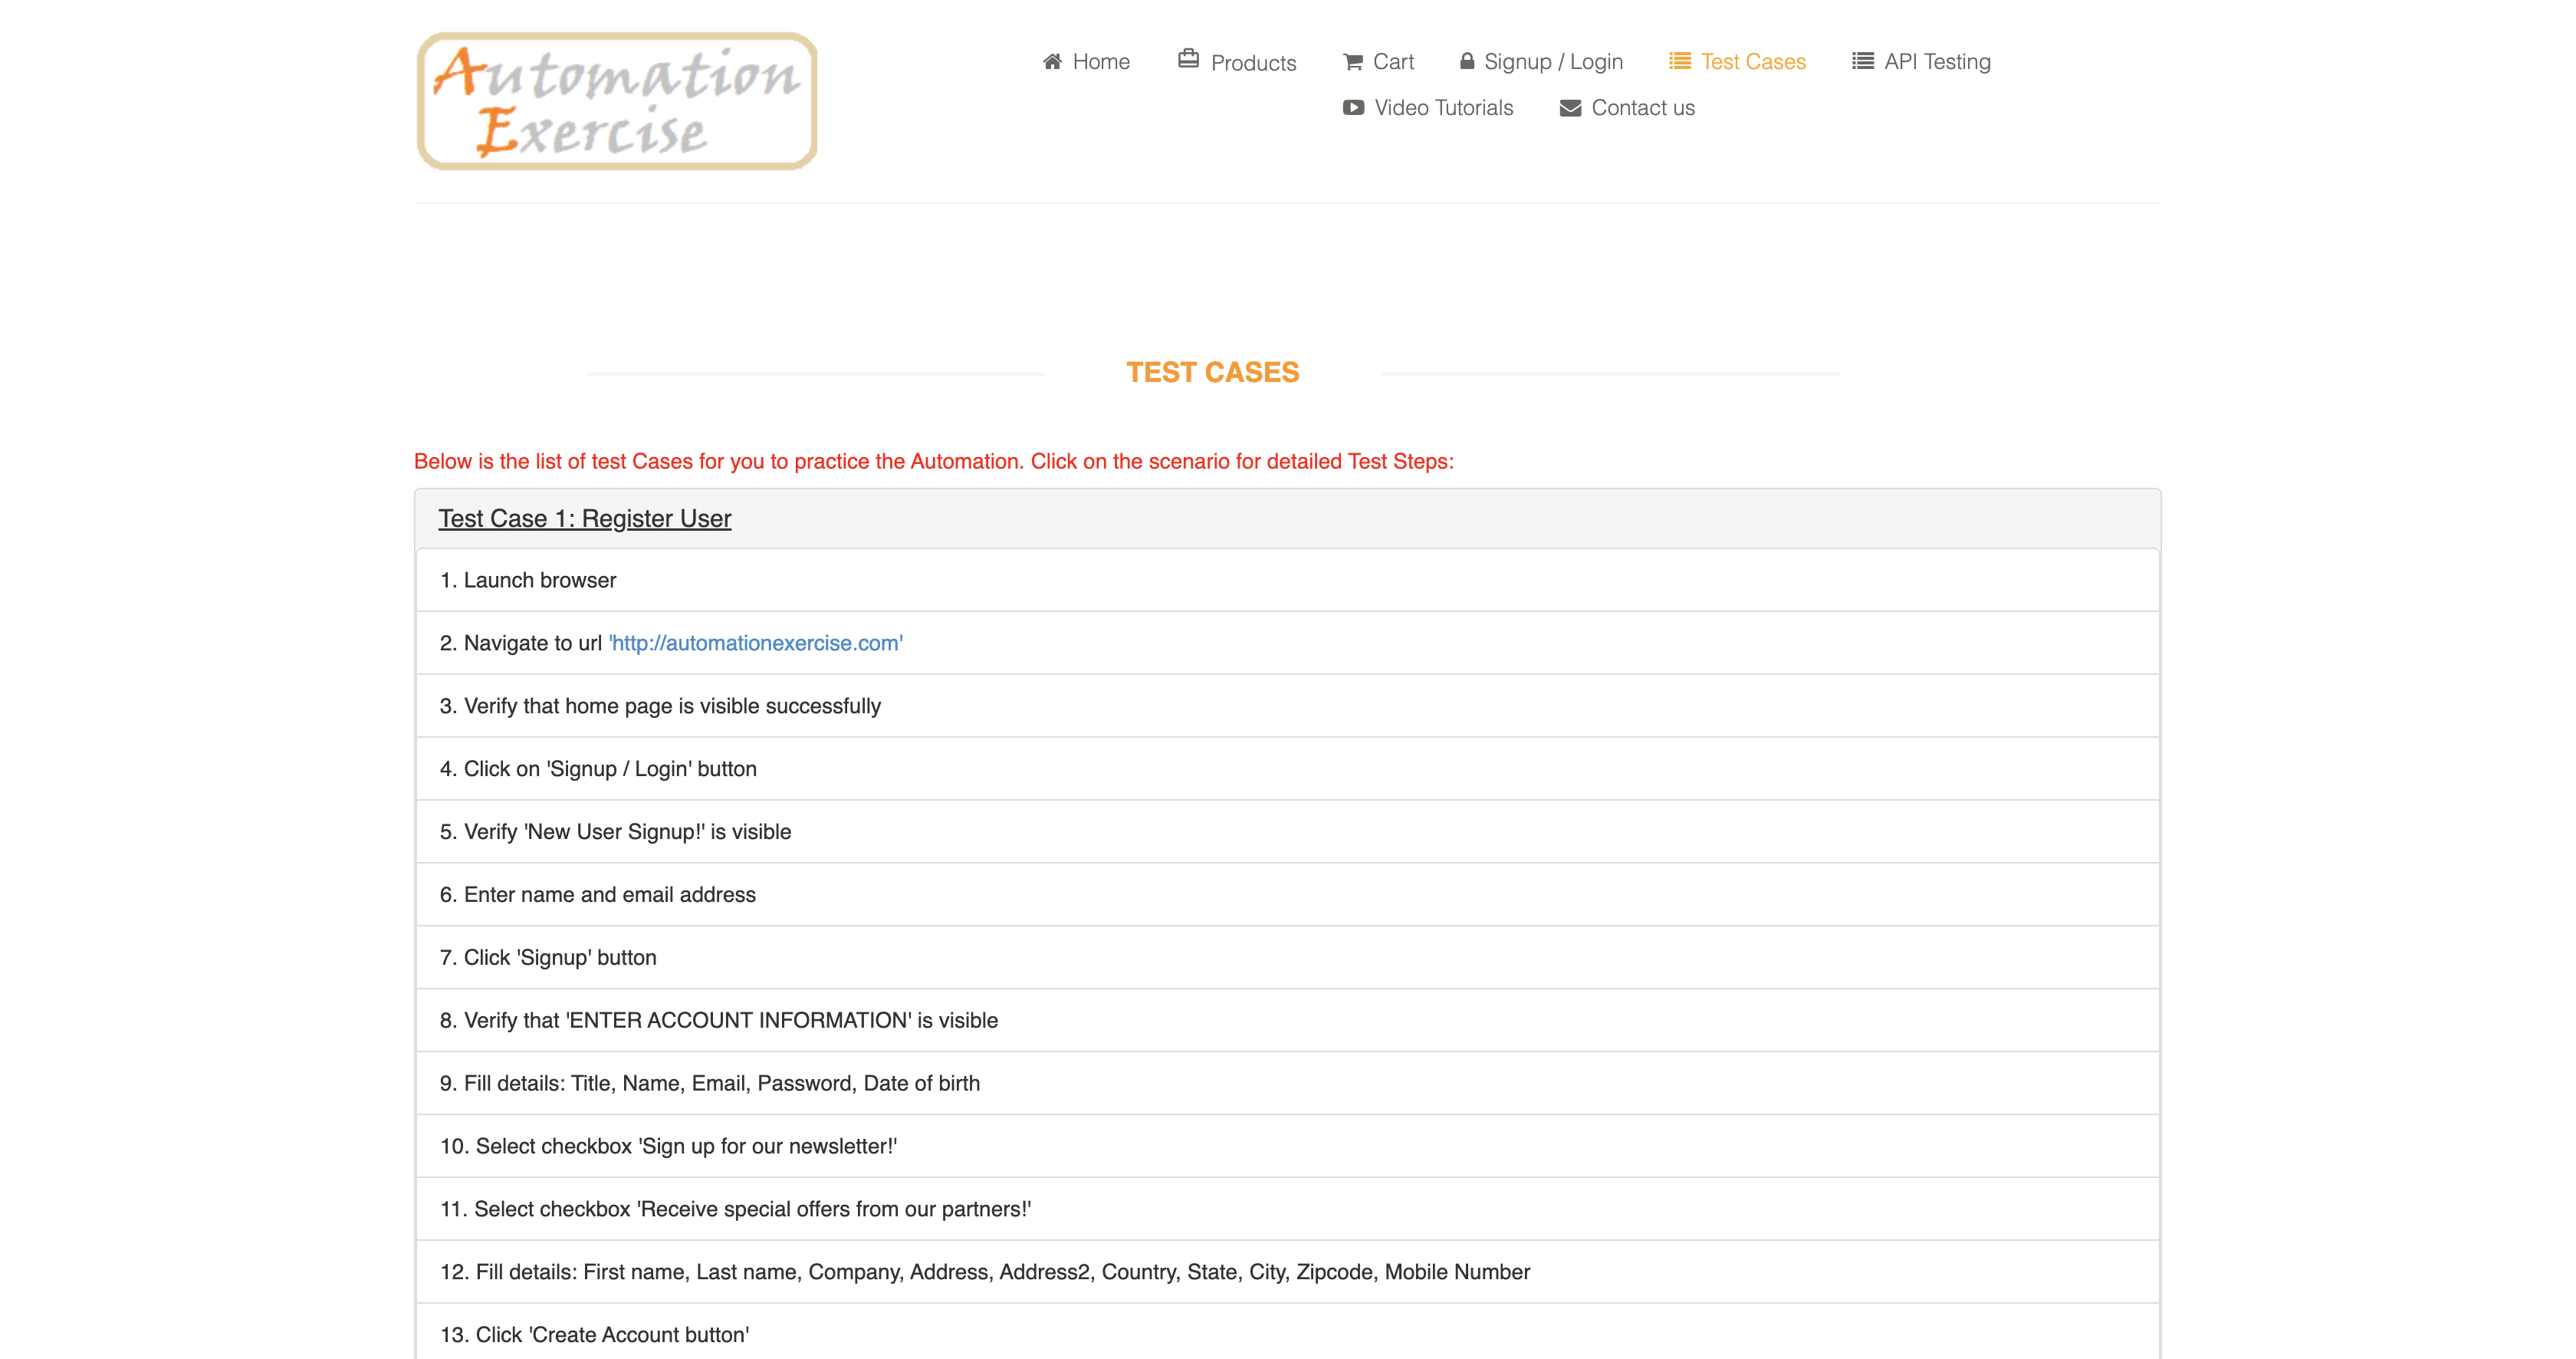 Automation
Exercise
Home Products Cart Signup / Login Test Cases API Testing
Video Tutorials Contact us
TEST CASES
Below is the list of test Cases for you to practice the Automation. Click on the scenario for detailed Test Steps:
Test Case 1: Register User
1. Launch browser
2. Navigate to url 'http://automationexercise.com'
3. Verify that home page is visible successfully
4. Click on 'Signup / Login' button
5. Verify 'New User Signup!' is visible
6. Enter name and email address
7. Click 'Signup' button
8. Verify that 'ENTER ACCOUNT INFORMATION' is visible
9. Fill details: Title, Name, Email, Password, Date of birth
10. Select checkbox 'Sign up for our newsletter!'
11. Select checkbox 'Receive special offers from our partners!'
12. Fill details: First name, Last name, Company, Address, Address2, Country, State, City, Zipcode, Mobile Number
13. Click 'Create Account button'